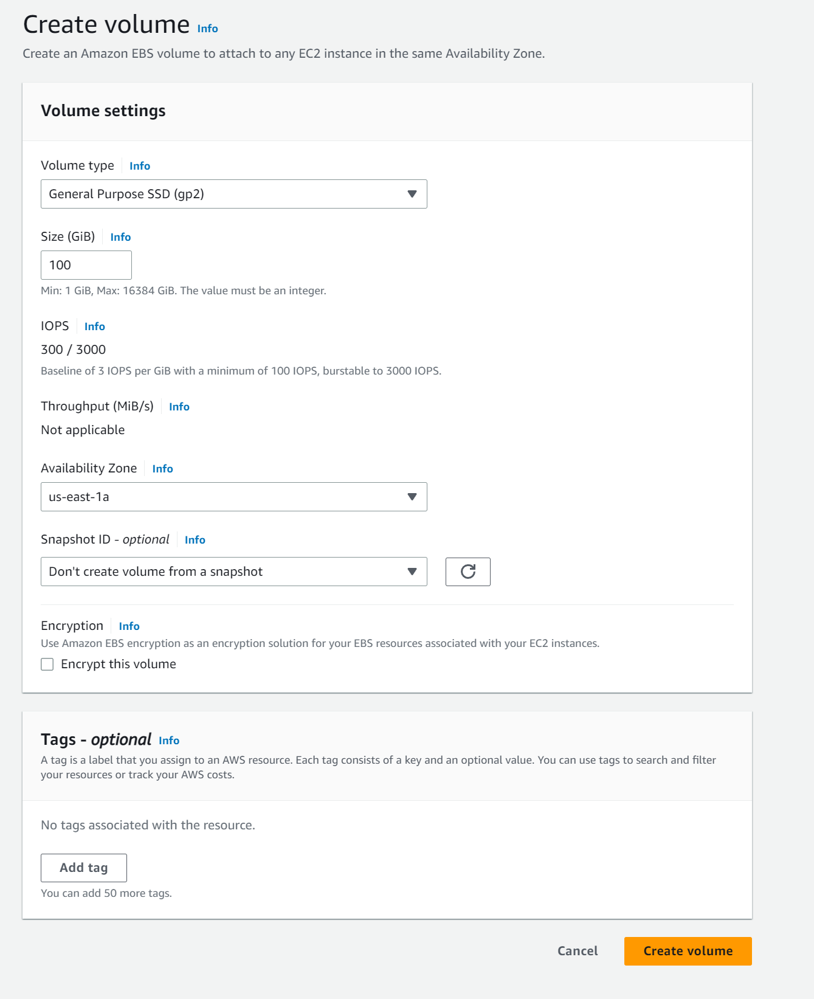 Create volume Info
Create an Amazon EBS volume to attach to any EC2 instance in the same Availability Zone.
Volume settings
Volume type Info
General Purpose SSD (gp2)
Size (GiB) Info
100
Min: 1 GiB, Max: 16384 GiB. The value must be an integer.
IOPS Info
300 / 3000
Baseline of 3 IOPS per GiB with a minimum of 100 IOPS, burstable to 3000 IOPS.
Throughput (MiB/s) Info
Not applicable
Availability Zone Info
us-east-1a
Snapshot ID - optional Info
Don't create volume from a snapshot
Encryption Info
Use Amazon EBS encryption as an encryption solution for your EBS resources associated with your EC2 instances.
Encrypt this volume
Tags - optional Info
A tag is a label that you assign to an AWS resource. Each tag consists of a key and an optional value. You can use tags to search and filter
your resources or track your AWS costs.
No tags associated with the resource.
Add tag
You can add 50 more tags.
Cancel Create volume